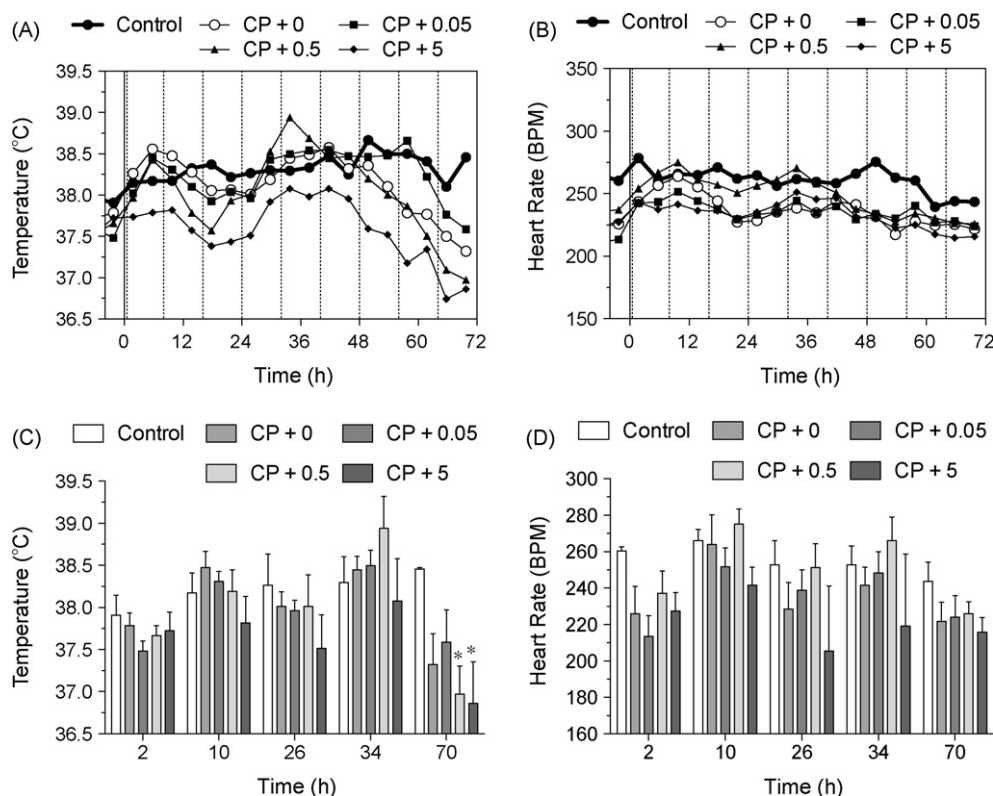 (A) Control CP + 0 CP + 0.05
CP + 0.5 CP + 5
39.5
39.0
38.5
38.0
37.5
37.0
36.5
Temperature (°C)
0 12 24 36 48 60 72
Time (h)
(B) Control CP + 0 CP + 0.05
CP + 0.5 CP + 5
350
300
250
200
150
Heart Rate (BPM)
0 12 24 36 48 60 72
Time (h)
(C) Control CP + 0 CP + 0.05
CP + 0.5 CP + 5
39.5
39.0
38.5
38.0
37.5
37.0
36.5
Temperature (°C)
* *
2 10 26 34 70
Time (h)
(D) Control CP + 0 CP + 0.05
CP + 0.5 CP + 5
300
280
260
240
220
200
180
160
Heart Rate (BPM)
2 10 26 34 70
Time (h)